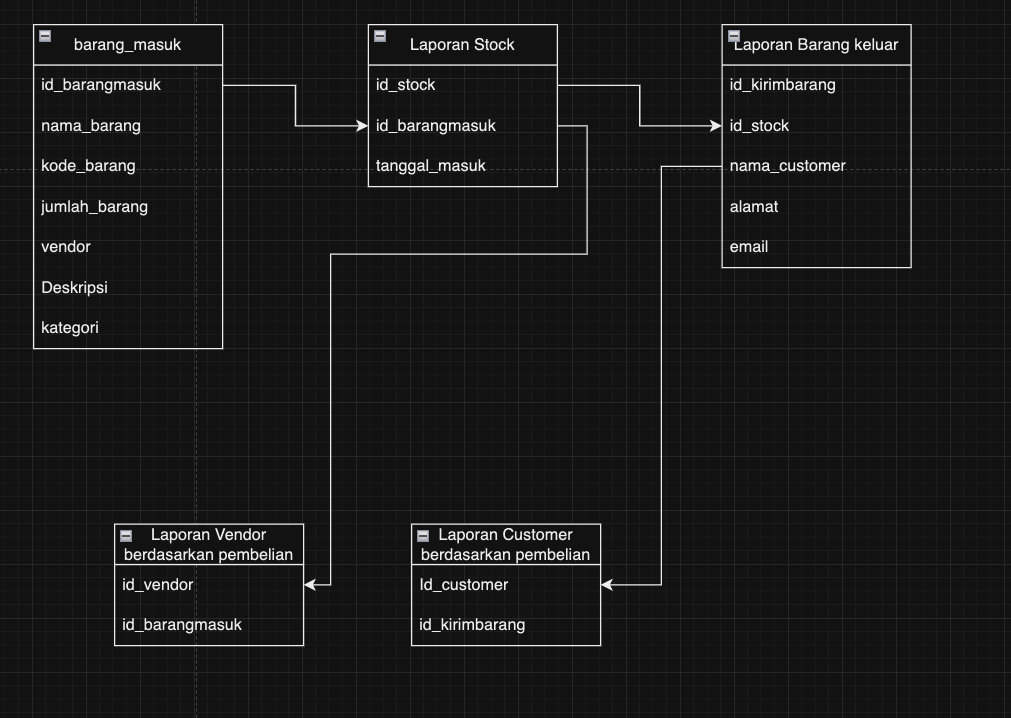 barang_masuk
id_barangmasuk
nama_barang
kode_barang
jumlah_barang
vendor
Deskripsi
kategori
Laporan Stock
id_stock
id_barangmasuk
tanggal_masuk
Laporan Barang keluar
id_kirimbarang
id_stock
nama_customer
alamat
email
Laporan Vendor
berdasarkan pembelian
id_vendor
id_barangmasuk
Laporan Customer
berdasarkan pembelian
Id_customer
id_kirimbarang